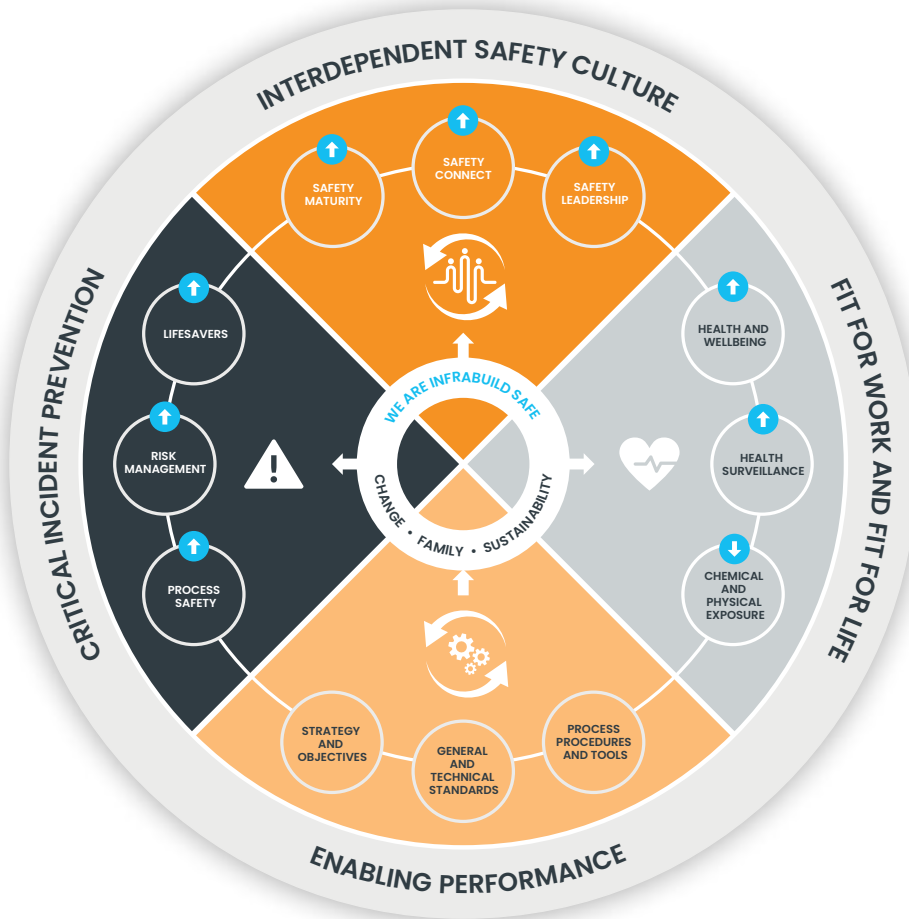 INTERDEPENDENT SAFETY CULTURE
SAFETY
MATURITY
SAFETY
CONNECT
SAFETY
LEADERSHIP
CRITICAL INCIDENT PREVENTION
LIFESAVERS
RISK
MANAGEMENT
PROCESS
SAFETY
WE ARE INFRABUILD SAFE
CHANGE • FAMILY • SUSTAINABILITY
FIT FOR WORK AND FIT FOR LIFE
HEALTH AND
WELLBEING
HEALTH
SURVEILLANCE
CHEMICAL
AND
PHYSICAL
EXPOSURE
STRATEGY
AND
OBJECTIVES
GENERAL
AND
TECHNICAL
STANDARDS
PROCESS
PROCEDURES
AND TOOLS
ENABLING PERFORMANCE